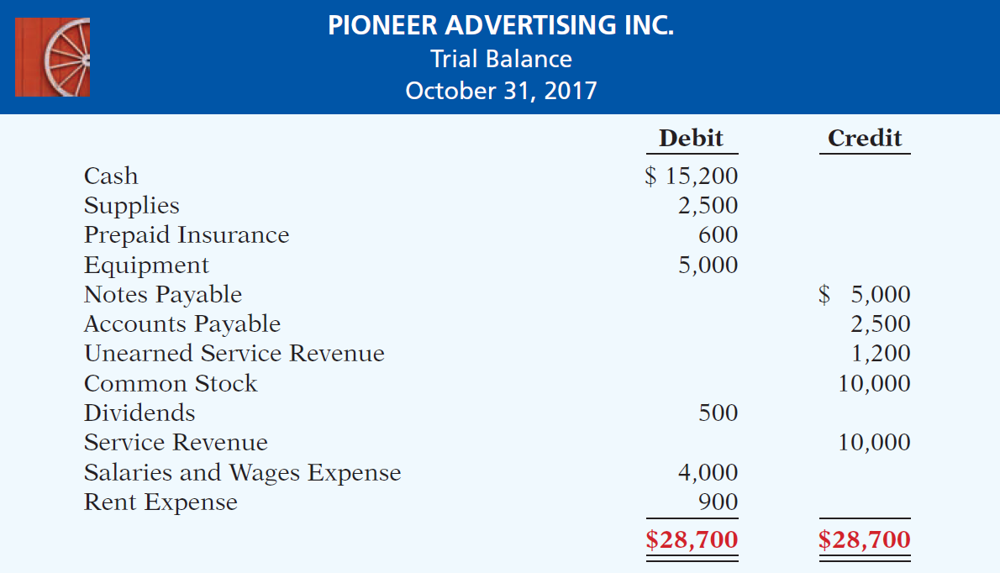 PIONEER ADVERTISING INC.
Trial Balance
October 31, 2017
Debit Credit
Cash $ 15,200
Supplies 2,500
Prepaid Insurance 600
Equipment 5,000
Notes Payable $ 5,000
Accounts Payable 2,500
Unearned Service Revenue 1,200
Common Stock 10,000
Dividends 500
Service Revenue 10,000
Salaries and Wages Expense 4,000
Rent Expense 900
$28,700 $28,700